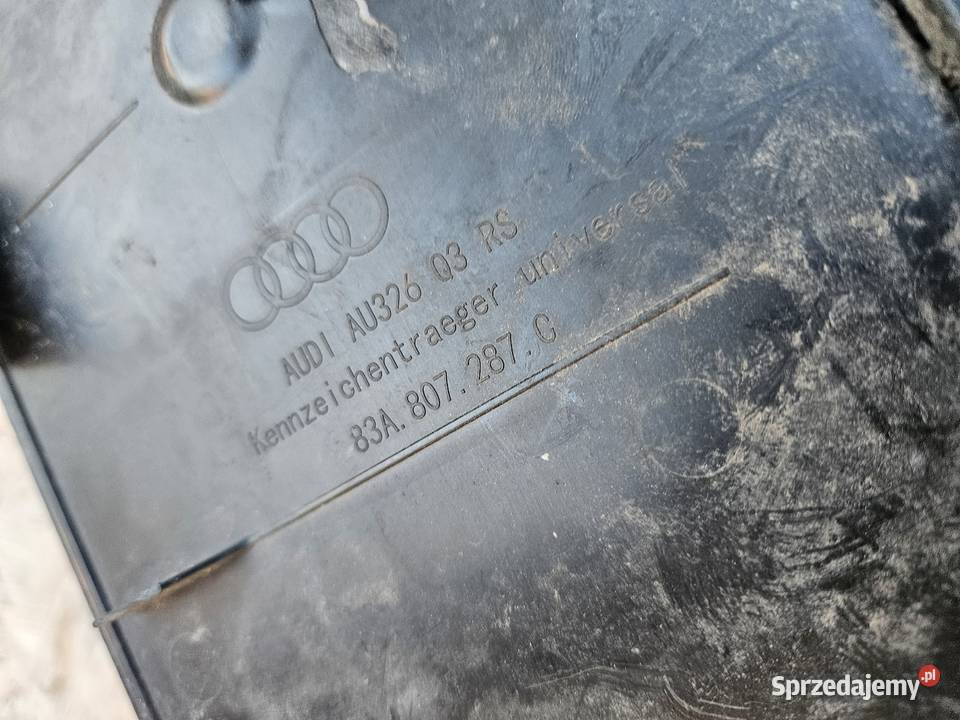 AUDI AU326 Q3 RS
Kennzeichentraeger universal
83A.807.287.G
Sprzedajemy.pl